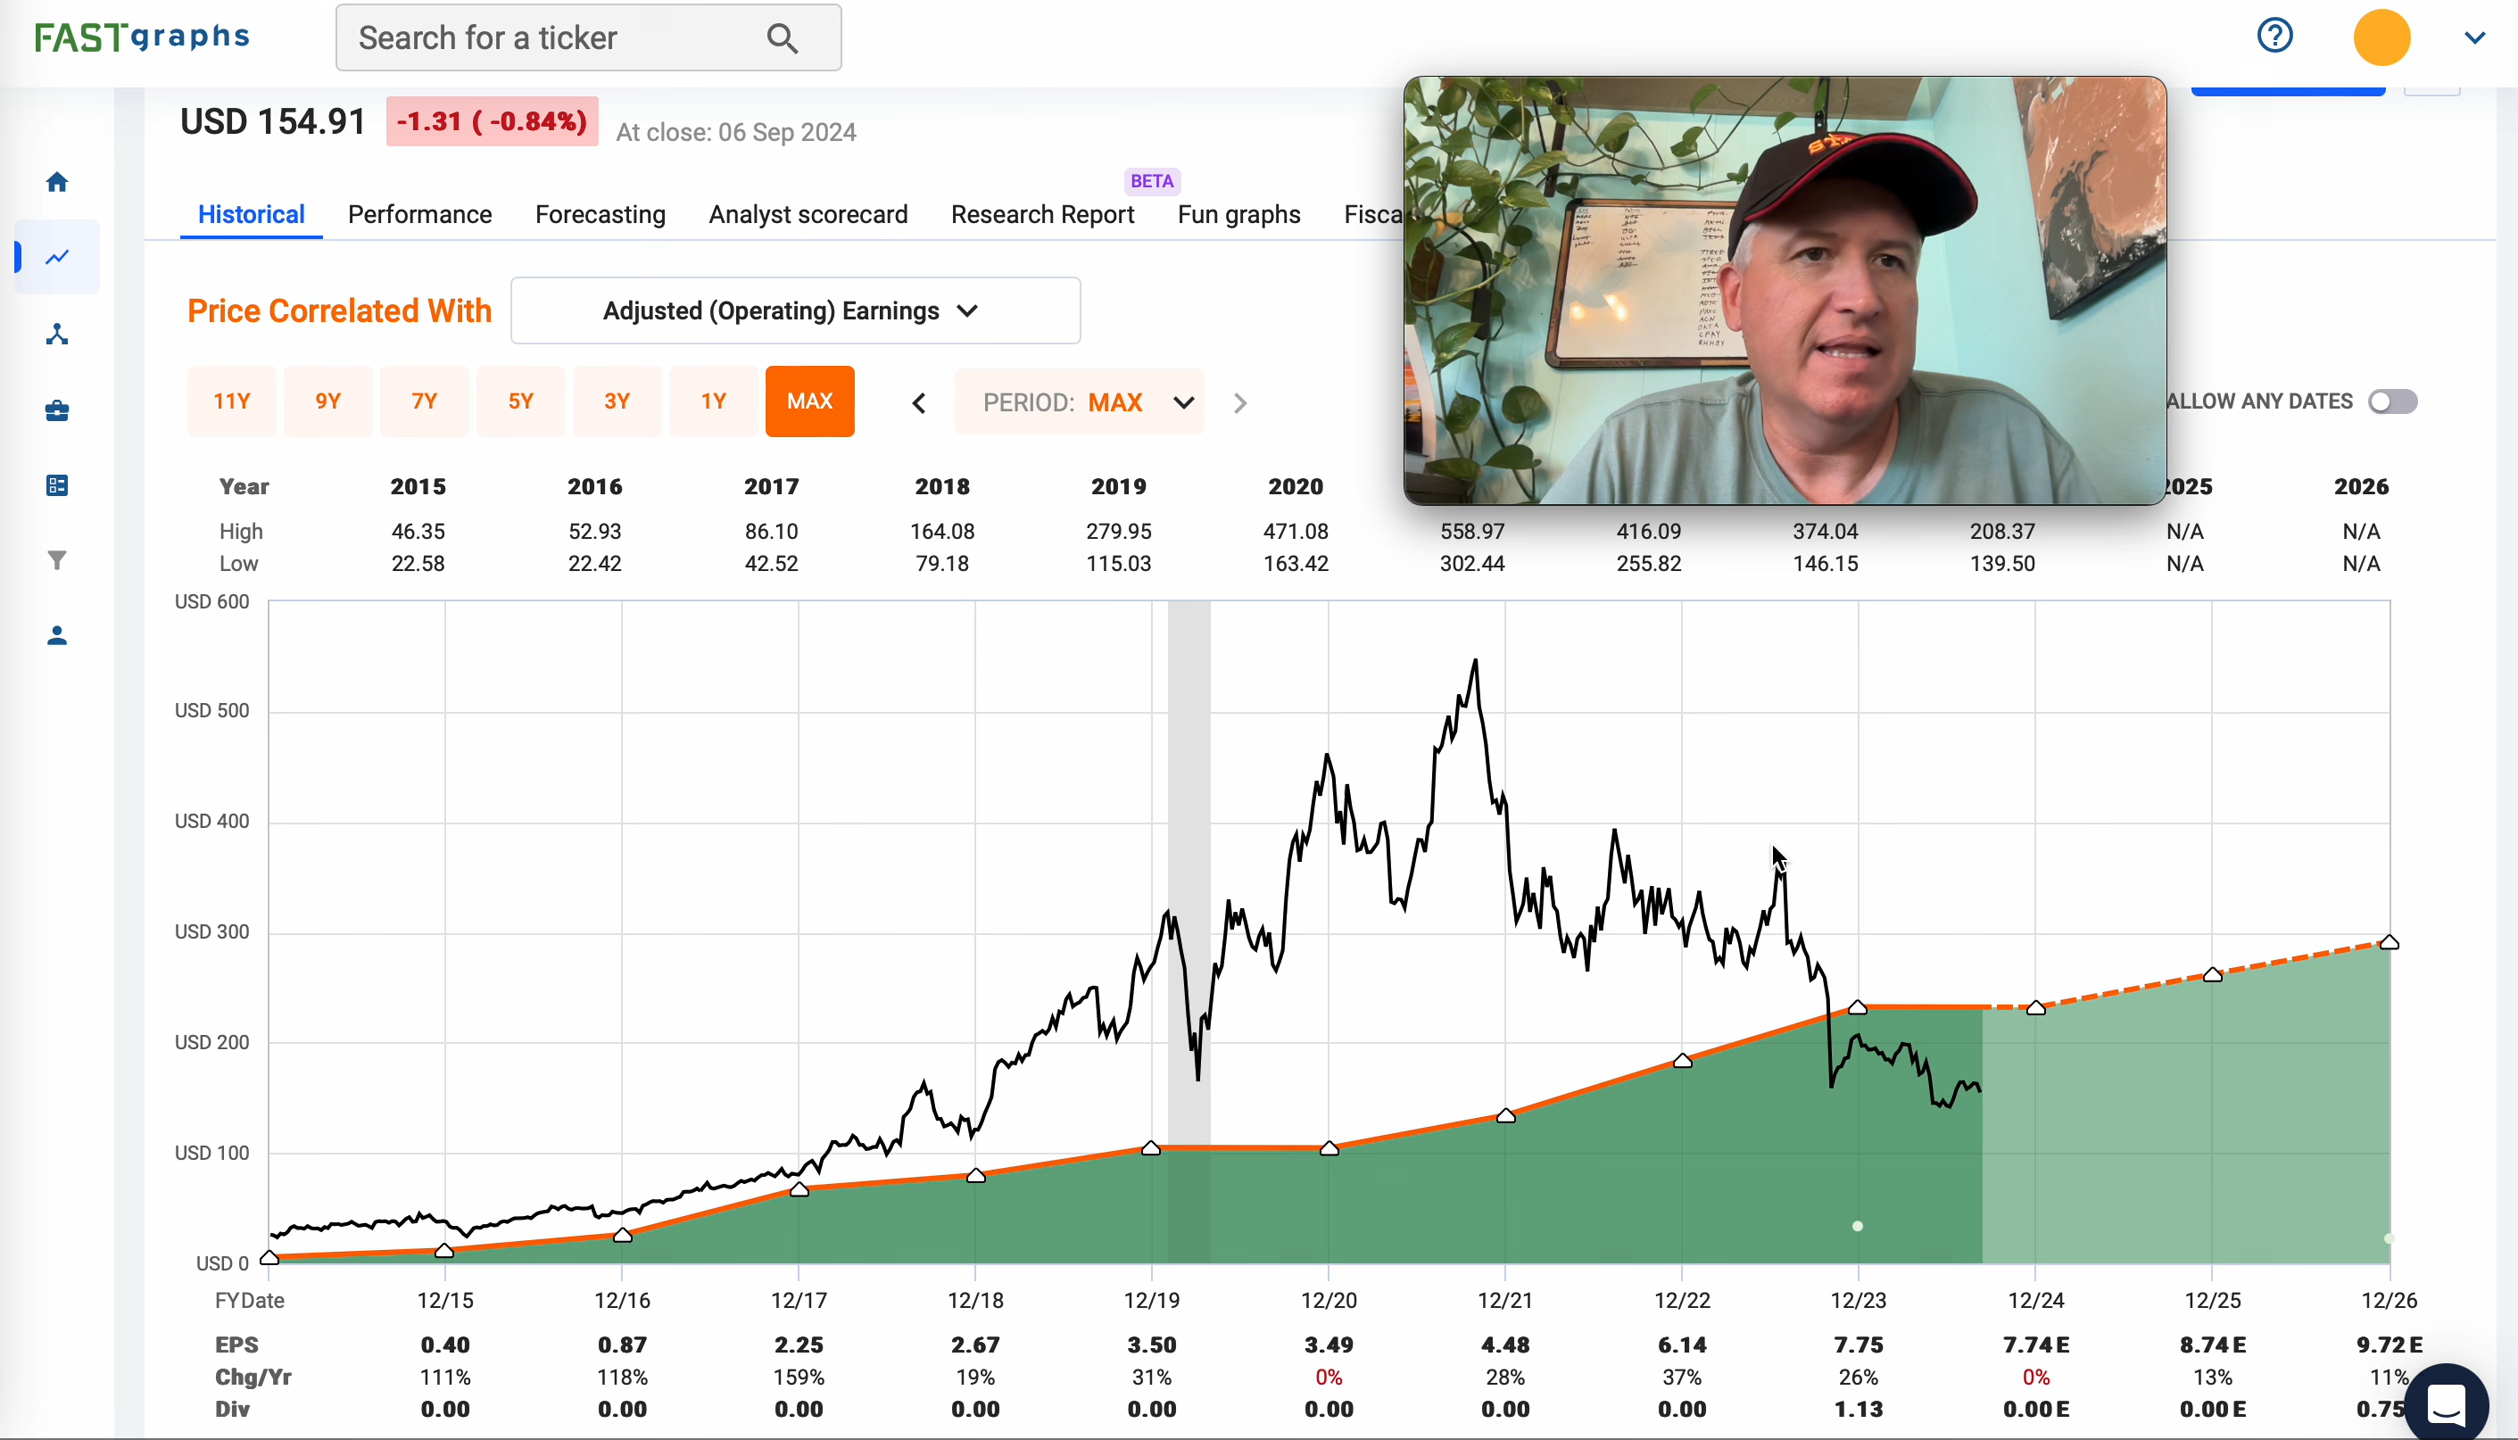 FASTgraphs
Search for a ticker
USD 154.91 -1.31 ( -0.84%) At close: 06 Sep 2024
BETA
Historical Performance Forecasting Analyst scorecard Research Report Fun graphs Fisca
Price Correlated With Adjusted (Operating) Earnings
11Y 9Y 7Y 5Y 3Y 1Y MAX PERIOD: MAX ALLOW ANY DATES
Year 2015 2016 2017 2018 2019 2020 2025 2026
High 46.35 52.93 86.10 164.08 279.95 471.08 558.97 416.09 374.04 208.37 N/A N/A
Low 22.58 22.42 42.52 79.18 115.03 163.42 302.44 255.82 146.15 139.50 N/A N/A
USD 600
USD 500
USD 400
USD 300
USD 200
USD 100
USD 0
FYDate 12/15 12/16 12/17 12/18 12/19 12/20 12/21 12/22 12/23 12/24 12/25 12/26
EPS 0.40 0.87 2.25 2.67 3.50 3.49 4.48 6.14 7.75 7.74E 8.74E 9.72E
Chg/Yr 111% 118% 159% 19% 31% 0% 28% 37% 26% 0% 13% 11%
Div 0.00 0.00 0.00 0.00 0.00 0.00 0.00 0.00 1.13 0.00E 0.00E 0.75